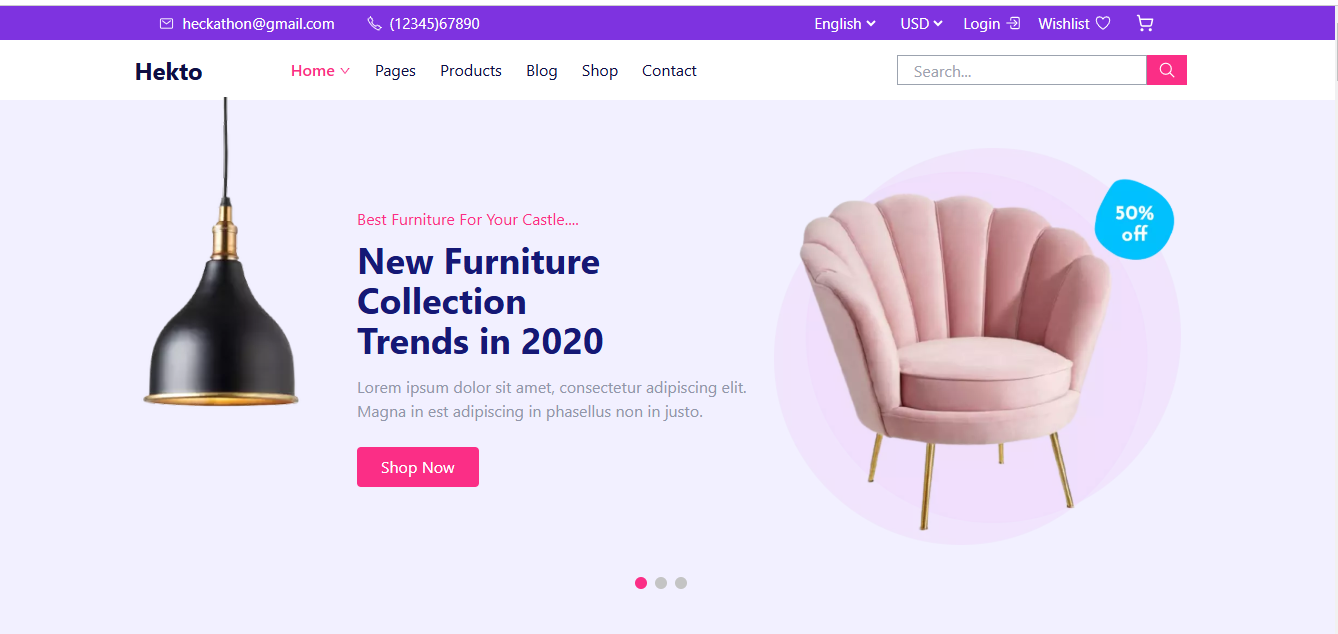 heckathon@gmail.com (12345)67890 English USD Login Wishlist
Hekto Home Pages Products Blog Shop Contact Search...
50%
off
Best Furniture For Your Castle....
New Furniture
Collection
Trends in 2020
Lorem ipsum dolor sit amet, consectetur adipiscing elit.
Magna in est adipiscing in phasellus non in justo.
Shop Now